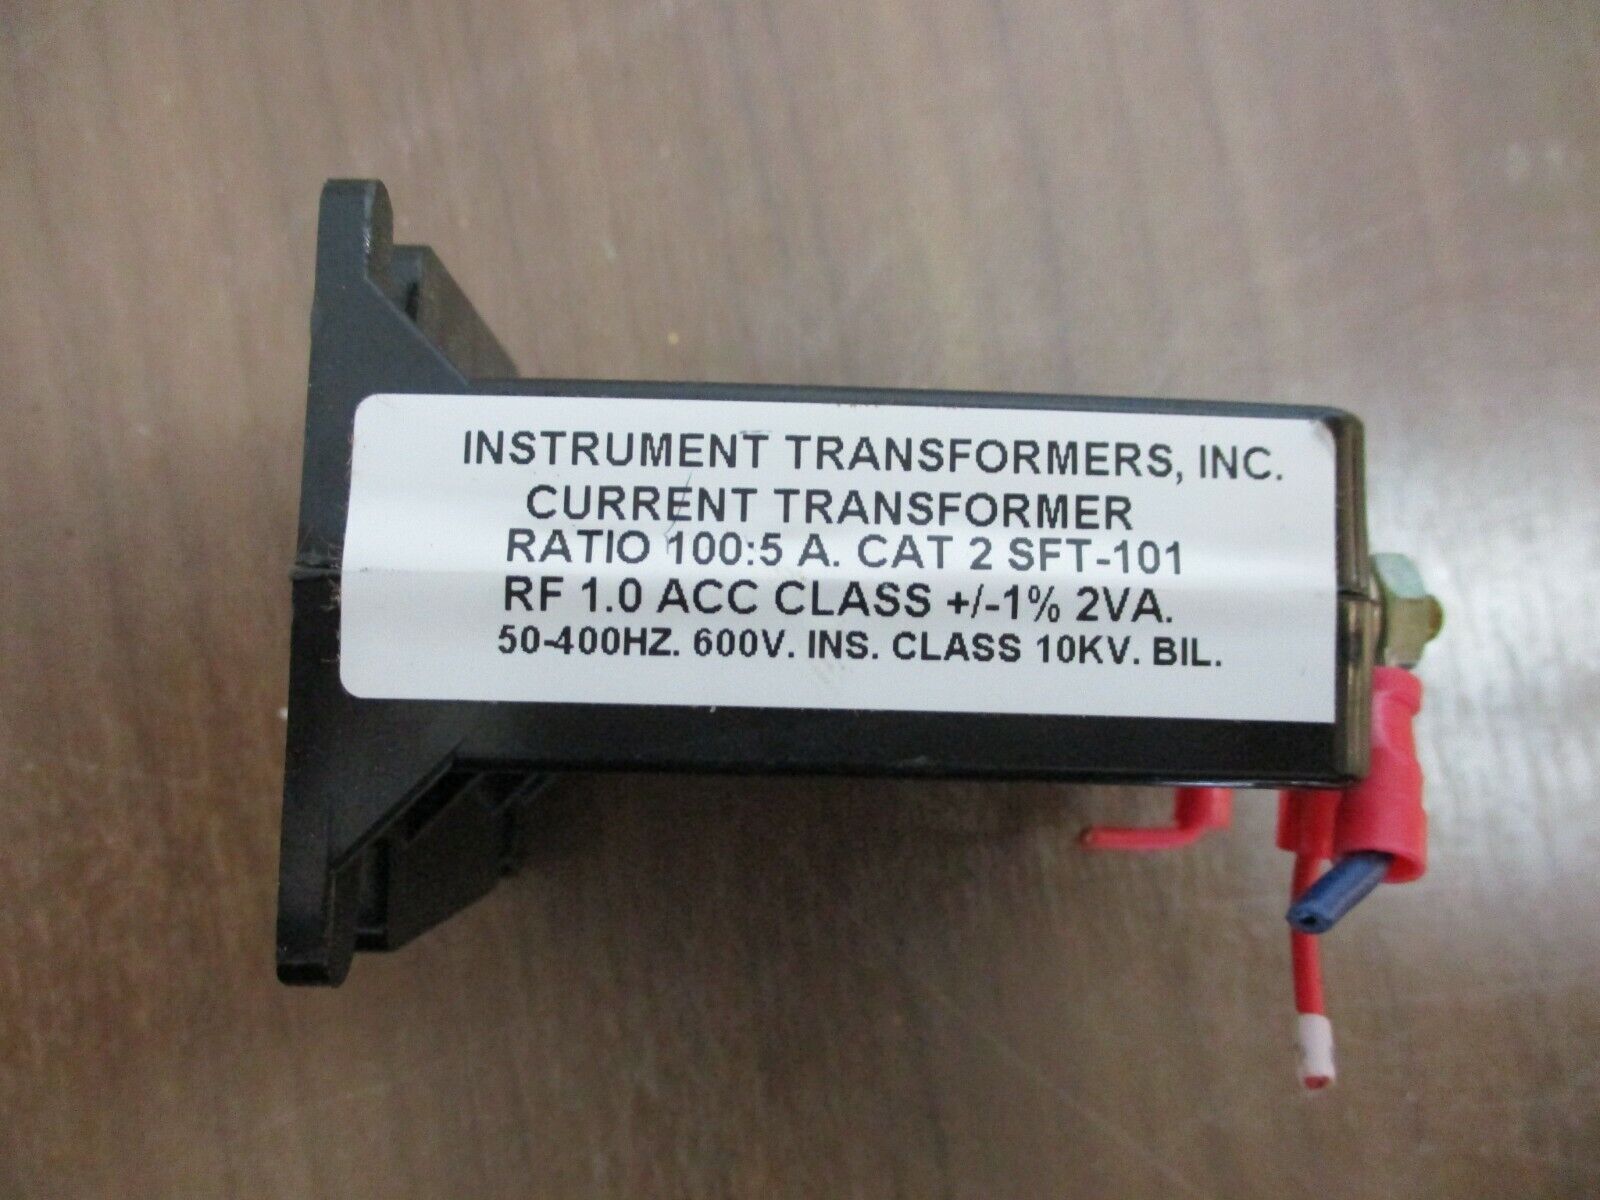 INSTRUMENT TRANSFORMERS, INC.
CURRENT TRANSFORMER
RATIO 100:5 A. CAT 2 SFT-101
RF 1.0 ACC CLASS +/-1% 2VA.
50-400HZ. 600V. INS. CLASS 10KV. BIL.